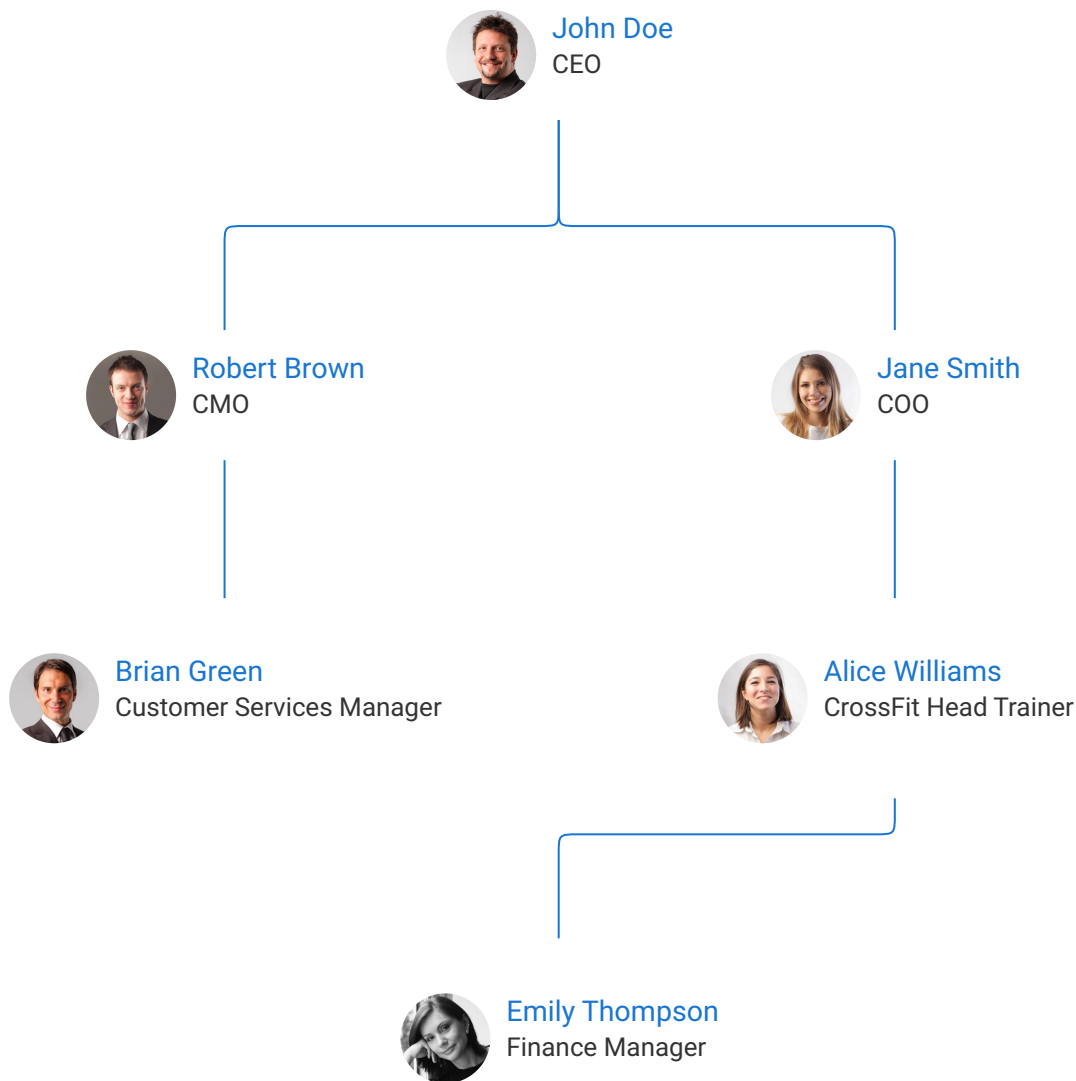 John Doe
CEO
Robert Brown
CMO
Jane Smith
COO
Brian Green
Customer Services Manager
Alice Williams
CrossFit Head Trainer
Emily Thompson
Finance Manager